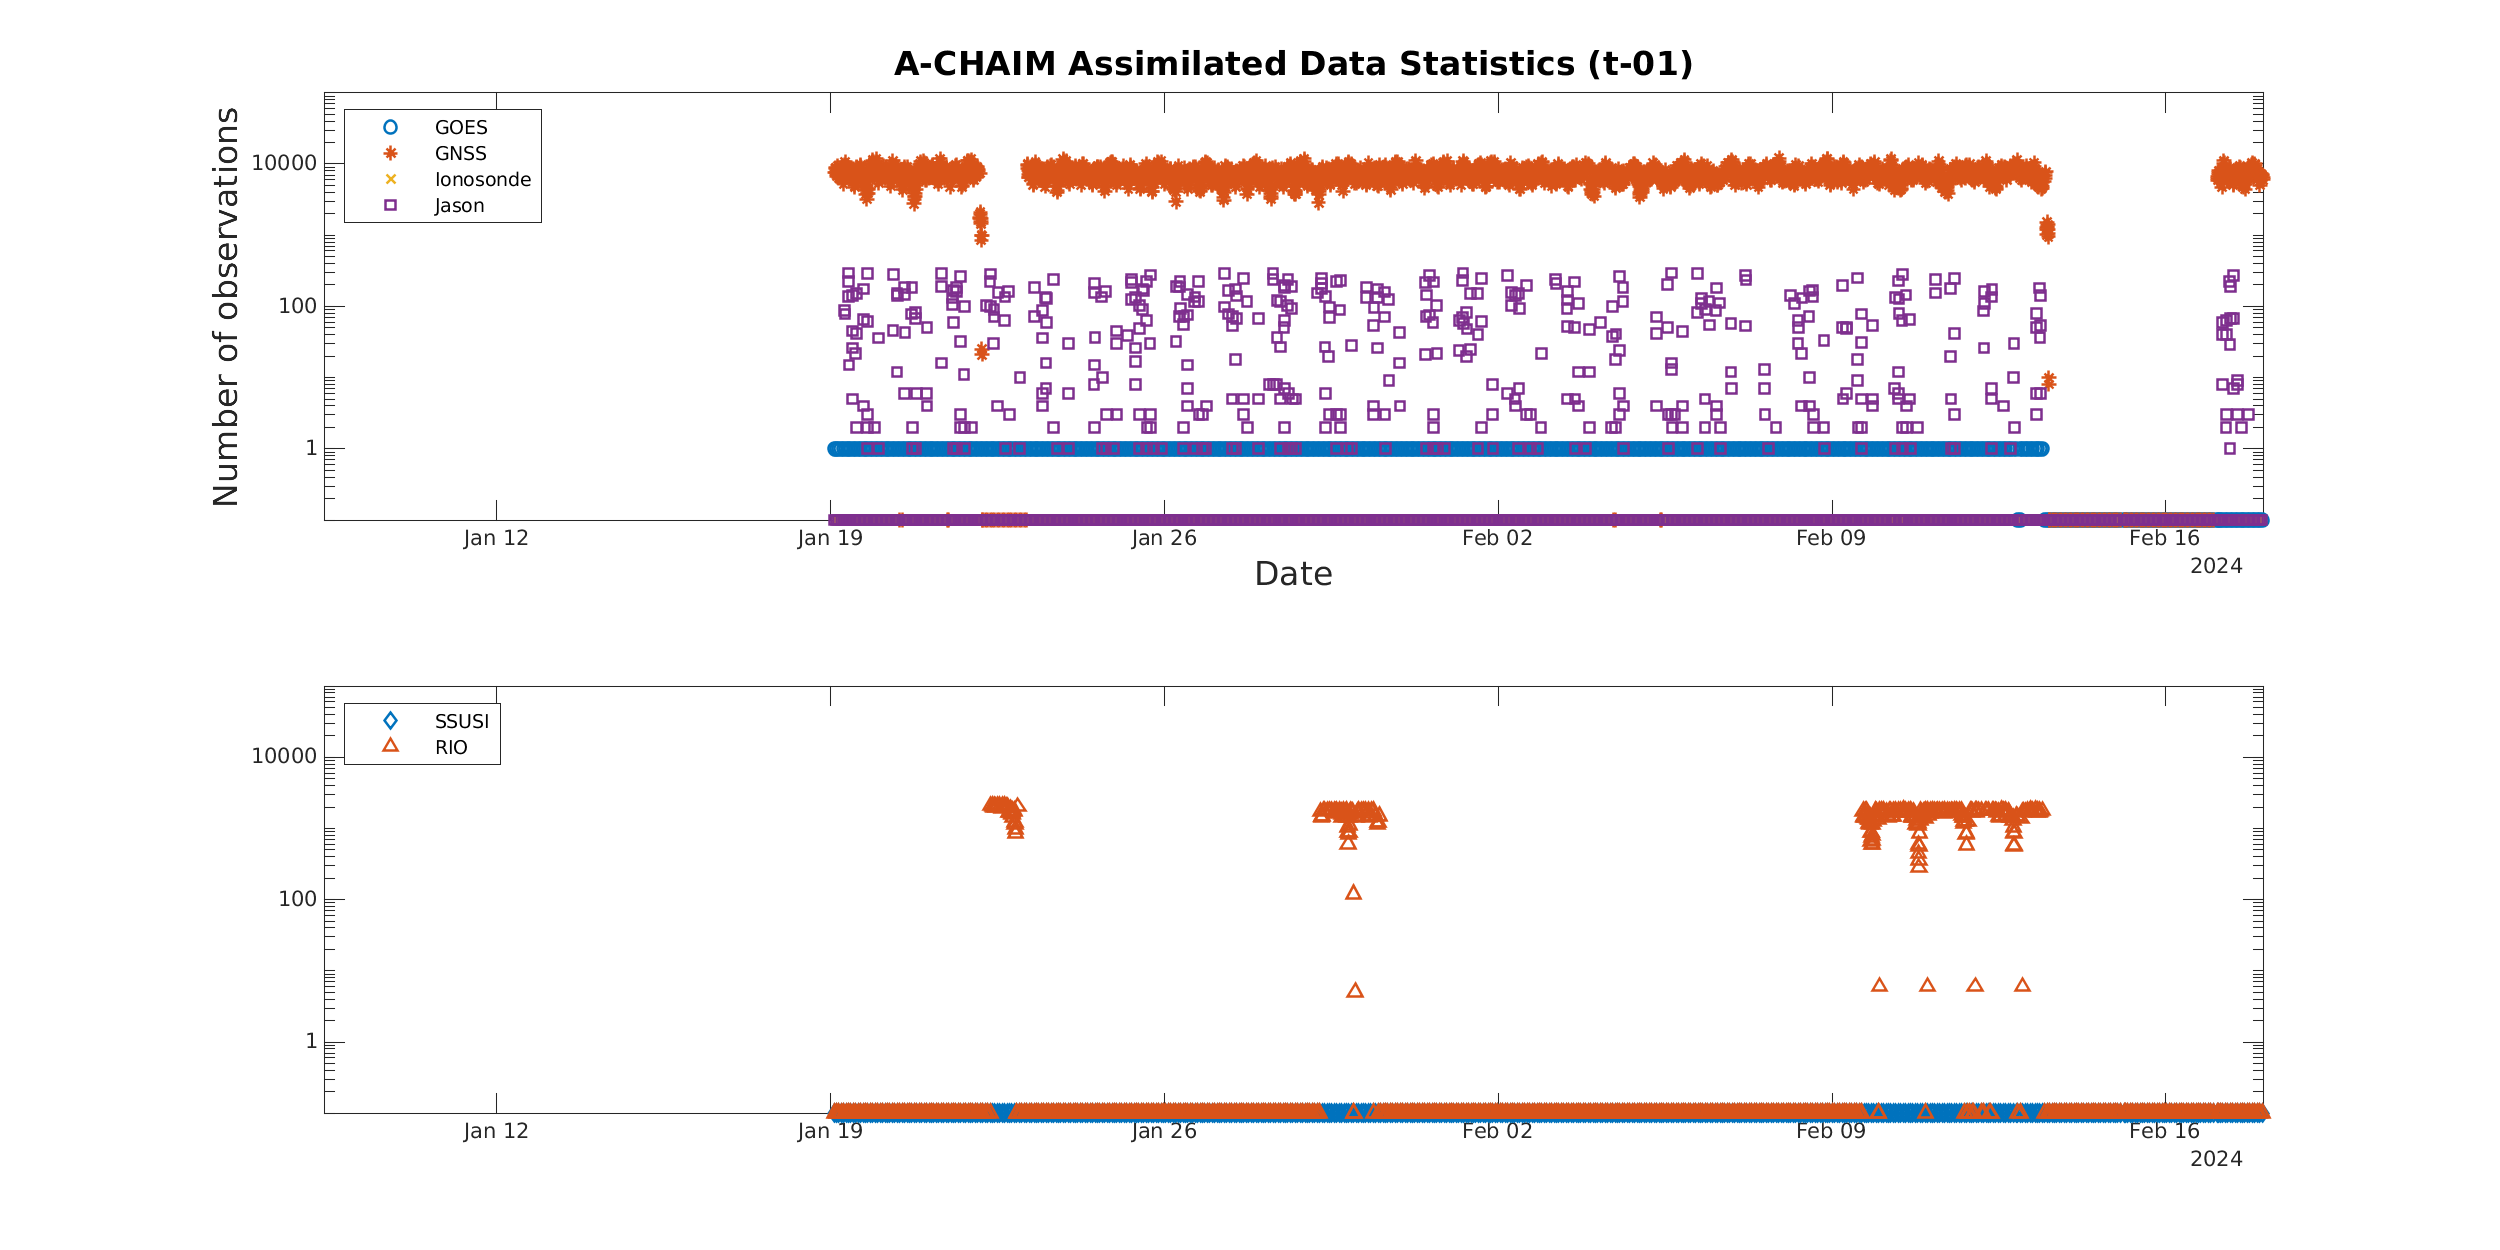 A-CHAIM Assimilated Data Statistics (t-01)
Number of observations
10000
100
1
GOES
GNSS
Ionosonde
Jason
Jan 12
Jan 19
Jan 26
Feb 02
Feb 09
Feb 16
2024
Date
10000
100
1
SSUSI
RIO
Jan 12
Jan 19
Jan 26
Feb 02
Feb 09
Feb 16
2024